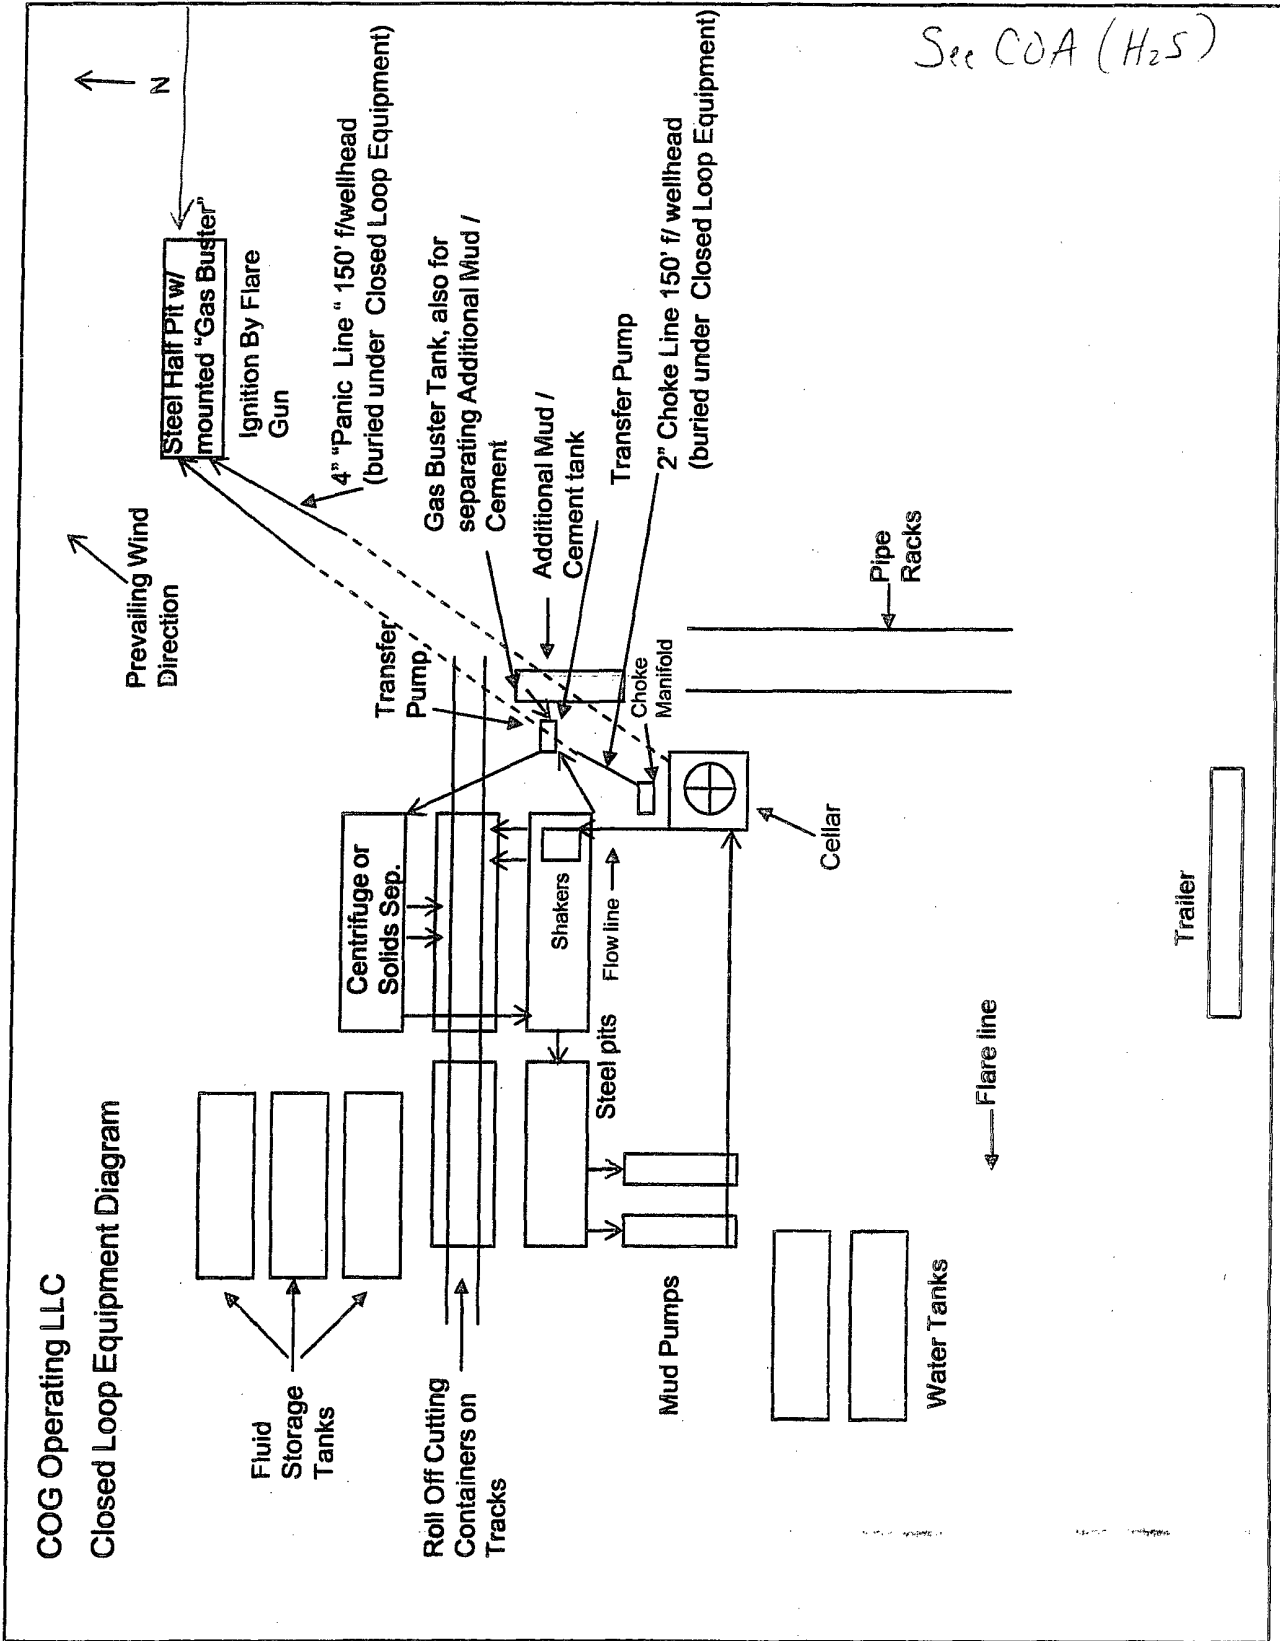 COG Operating LLC
Closed Loop Equipment Diagram
See COA (H2S)
N
Prevailing Wind
Direction
Steel Half Pit w/
mounted “Gas Buster”
Ignition By Flare
Gun
4” “Panic Line “ 150’ f/wellhead
(buried under Closed Loop Equipment)
Gas Buster Tank, also for
separating Additional Mud /
Cement
Additional Mud /
Cement tank
Transfer Pump
2” Choke Line 150’ f/ wellhead
(buried under Closed Loop Equipment)
Transfer
Pump
Choke
Manifold
Pipe
Racks
Fluid
Storage
Tanks
Centrifuge or
Solids Sep.
Roll Off Cutting
Containers on
Tracks
Shakers
Steel pits
Flow line
Cellar
Mud Pumps
Water Tanks
Flare line
Trailer